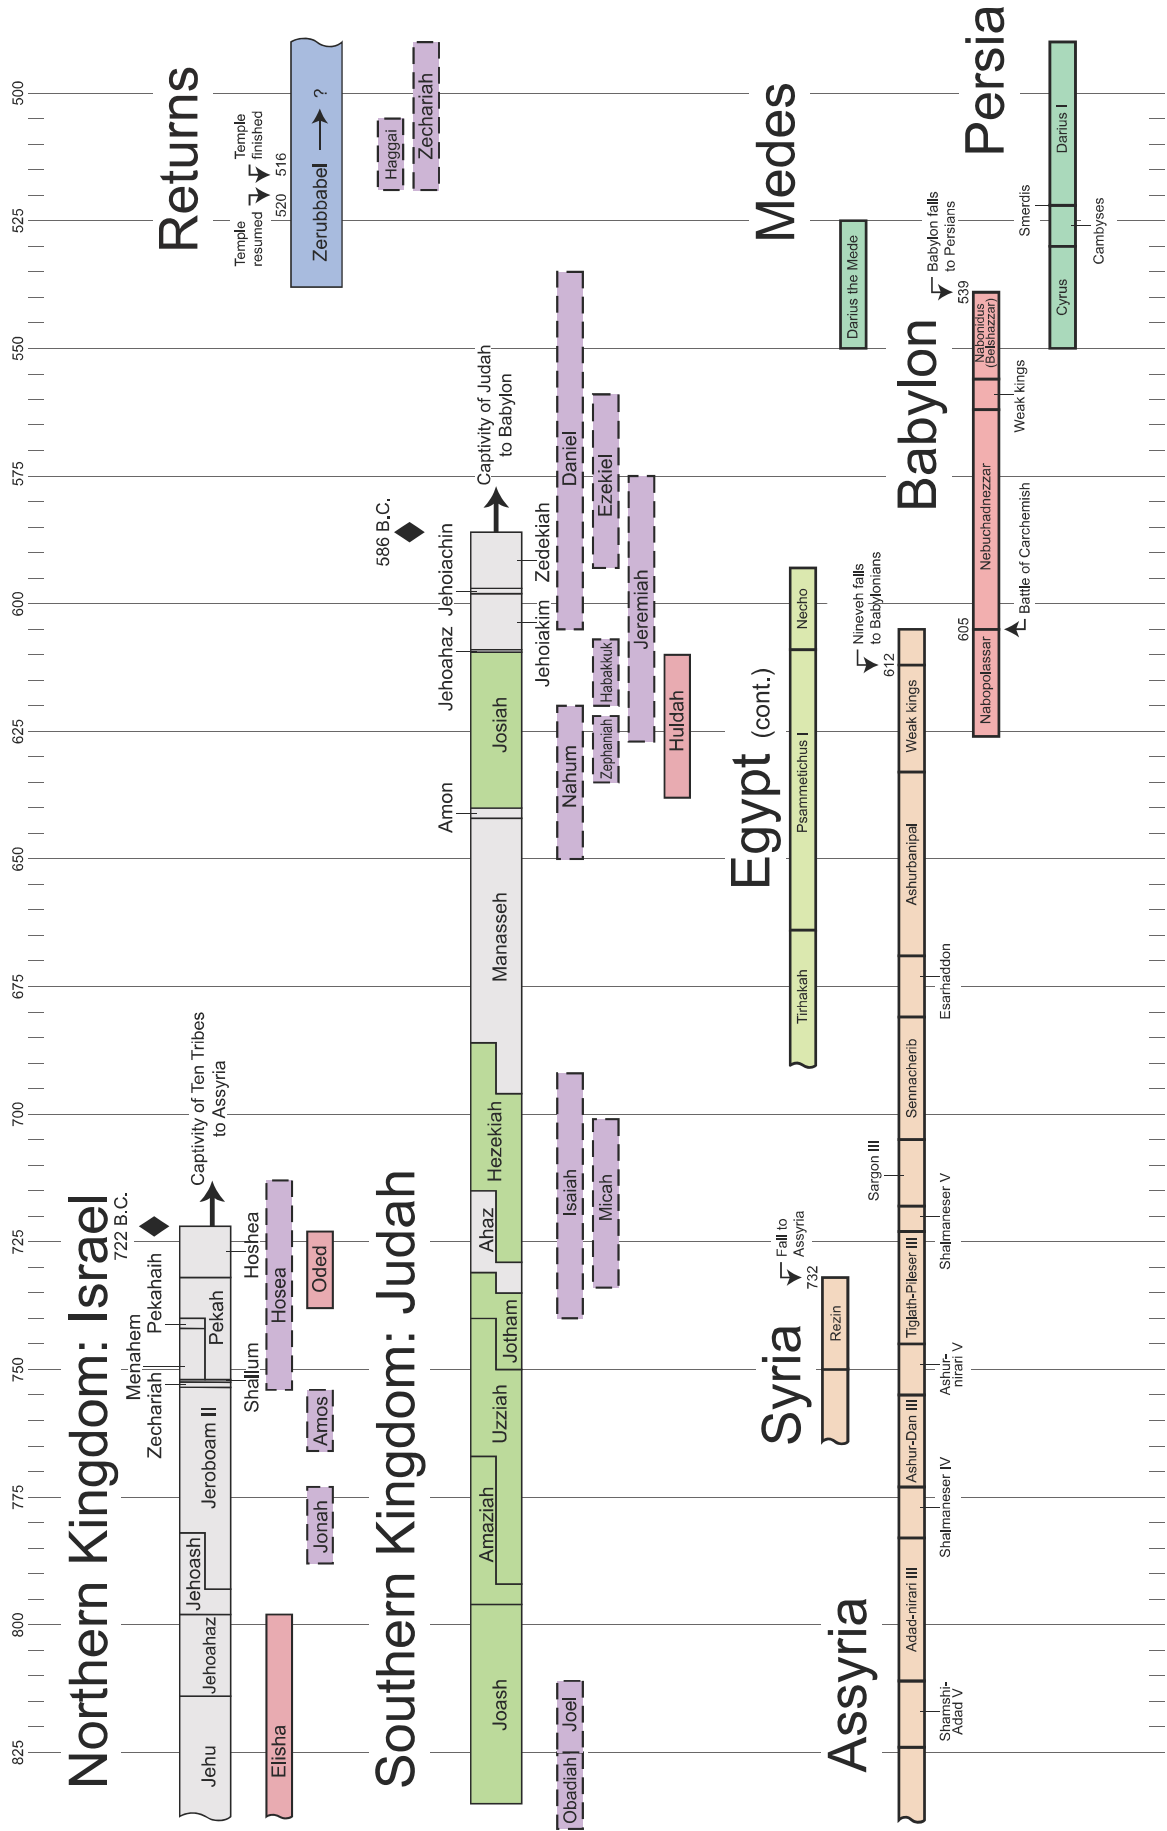 825
800
775
750
725
700
675
650
625
600
575
550
525
500
Northern Kingdom: Israel
722 B.C.
Captivity of Ten Tribes
to Assyria
Zechariah
Menahem
Pekahaih
Jehu
Jehoahaz
Jehoash
Jeroboam II
Pekah
Shallum
Hoshea
Elisha
Jonah
Amos
Hosea
Oded
Returns
Temple
resumed
520
Temple
finished
516
Zerubbabel
?
Haggai
Zechariah
Southern Kingdom: Judah
586 B.C.
Captivity of Judah
to Babylon
Amon
Jehoahaz
Jehoiachin
Joash
Amaziah
Uzziah
Jotham
Ahaz
Hezekiah
Manasseh
Josiah
Jehoiakim
Zedekiah
Obadiah
Joel
Isaiah
Micah
Nahum
Zephaniah
Habakkuk
Jeremiah
Daniel
Ezekiel
Huldah
Egypt (cont.)
Tirhakah
Psammetichus I
Necho
Medes
Darius the Mede
Syria
Fall to
Assyria
732
Rezin
Assyria
Sargon III
Nineveh falls
to Babylonians
612
Adad-nirari III
Ashur-Dan III
Tiglath-Pileser III
Sennacherib
Ashurbanipal
Weak kings
Shamshi-
Adad V
Shalmaneser IV
Ashur-
nirari V
Shalmaneser V
Esarhaddon
Babylon
Babylon falls
to Persians
605
539
Nabopolassar
Nebuchadnezzar
Nabonidus
(Belshazzar)
Battle of Carchemish
Weak kings
Persia
Smerdis
Cyrus
Darius I
Cambyses